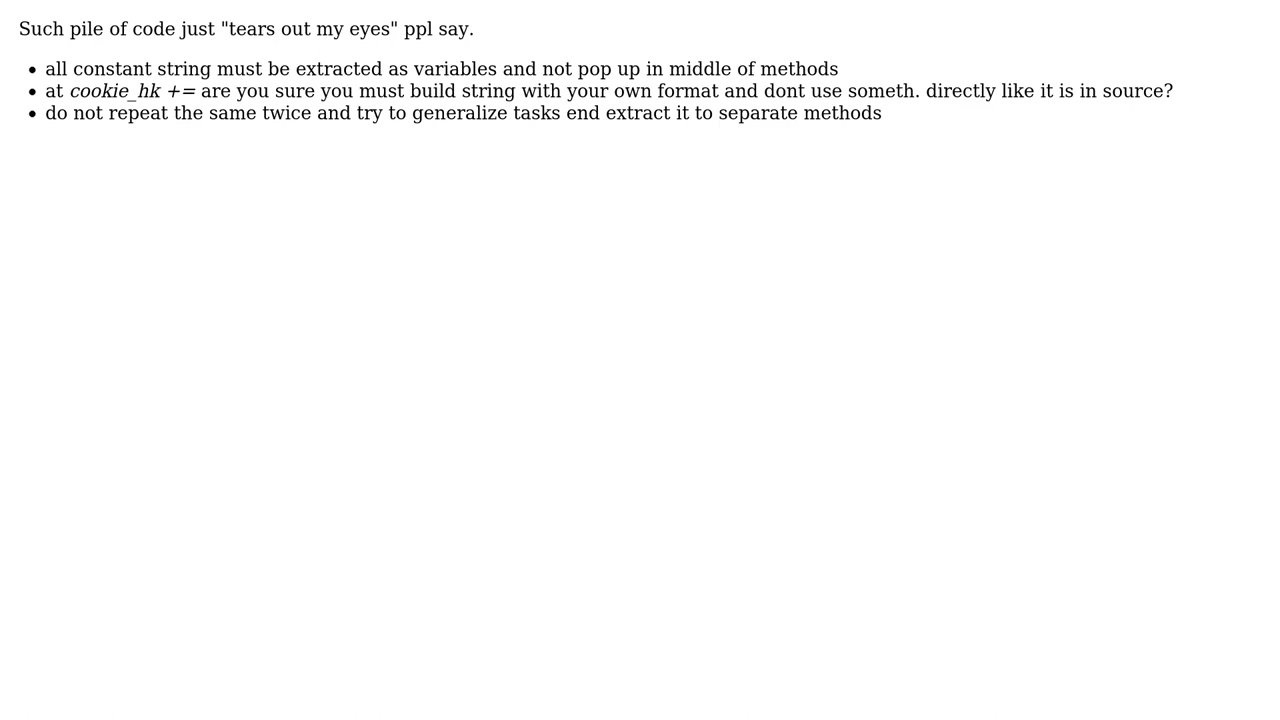 Such pile of code just "tears out my eyes" ppl say.
• all constant string must be extracted as variables and not pop up in middle of methods
• at cookie_hk += are you sure you must build string with your own format and dont use someth. directly like it is in source?
• do not repeat the same twice and try to generalize tasks end extract it to separate methods